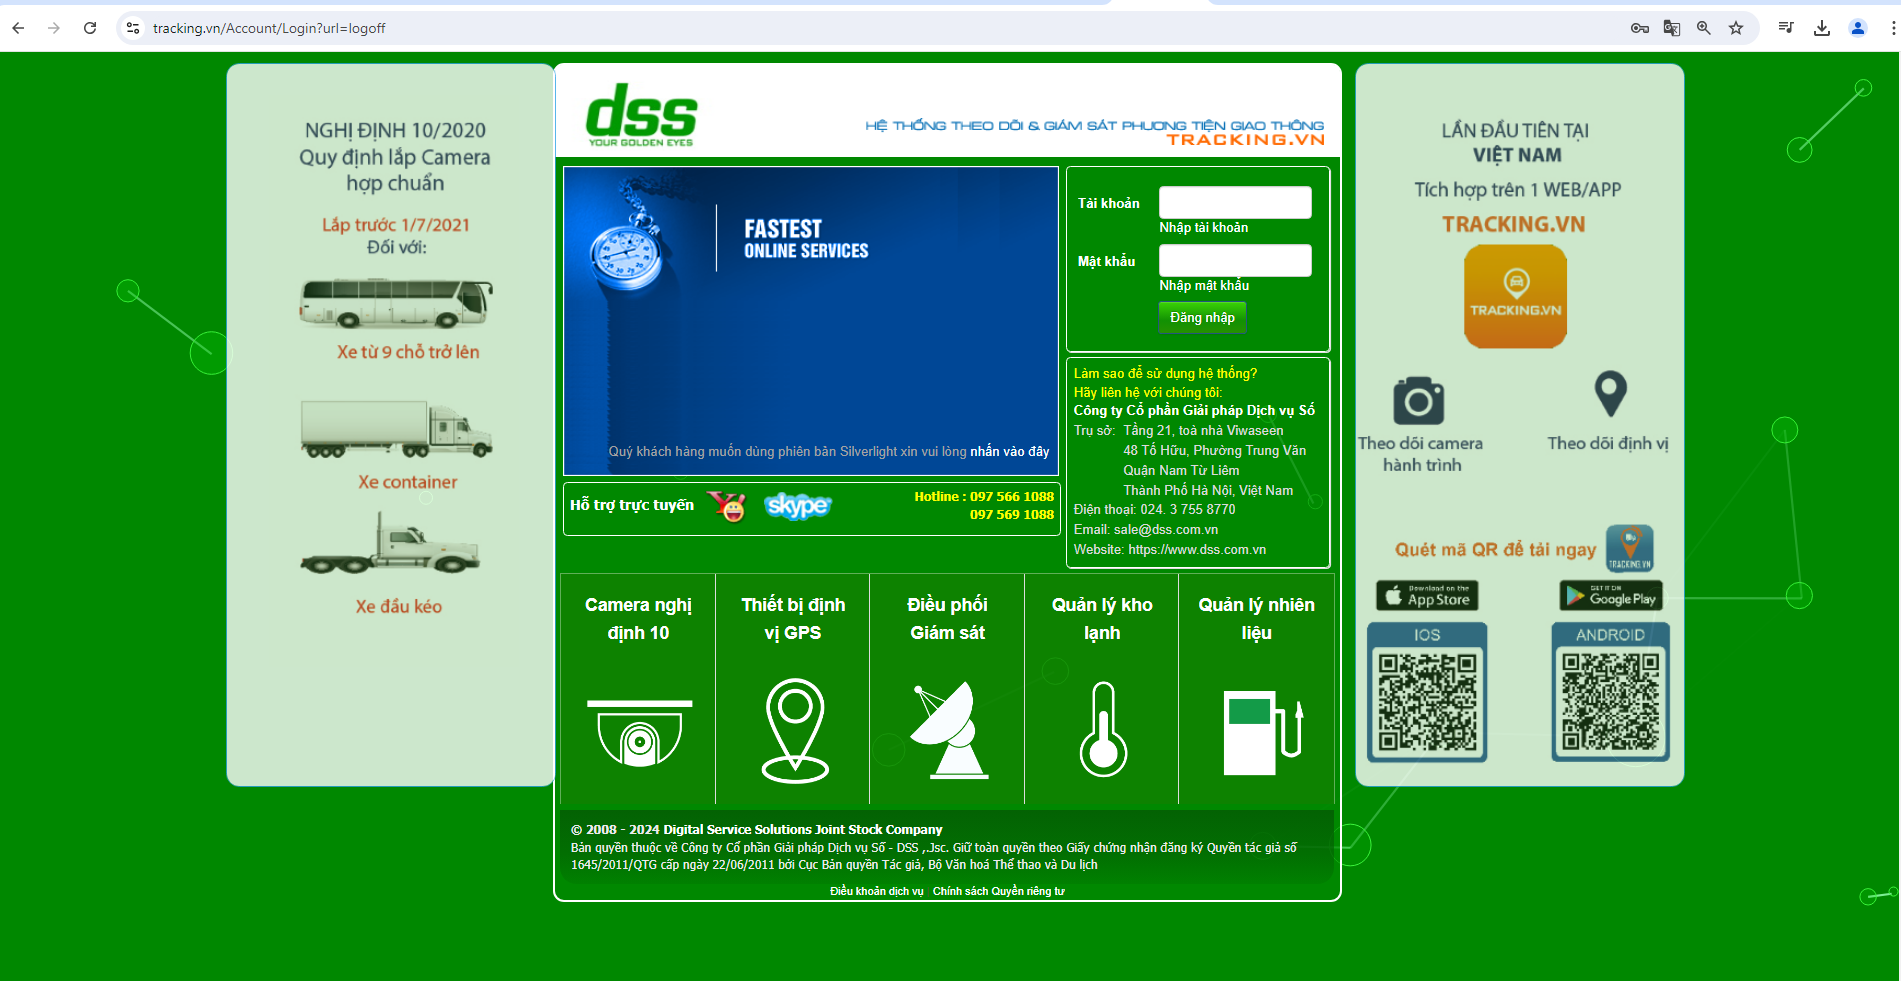 tracking.vn/Account/Login?url=logoff
NGHỊ ĐỊNH 10/2020
Quy định lắp Camera
hợp chuẩn
Lắp trước 1/7/2021
Đối với:
Xe từ 9 chỗ trở lên
Xe container
Xe đầu kéo
dss
YOUR GOLDEN EYES
HỆ THỐNG THEO DÕI & GIÁM SÁT PHƯƠNG TIỆN GIAO THÔNG
TRACKING.VN
FASTEST
ONLINE SERVICES
Quý khách hàng muốn dùng phiên bản Silverlight xin vui lòng nhấn vào đây
Hỗ trợ trực tuyến
skype
Hotline : 097 566 1088
097 569 1088
Tài khoản
Nhập tài khoản
Mật khẩu
Nhập mật khẩu
Đăng nhập
Làm sao để sử dụng hệ thống?
Hãy liên hệ với chúng tôi:
Công ty Cổ phần Giải pháp Dịch vụ Số
Trụ sở: Tầng 21, toà nhà Viwaseen
48 Tố Hữu, Phường Trung Văn
Quận Nam Từ Liêm
Thành Phố Hà Nội, Việt Nam
Điện thoại: 024. 3 755 8770
Email: sale@dss.com.vn
Website: https://www.dss.com.vn
Camera nghị
định 10
Thiết bị định
vị GPS
Điều phối
Giám sát
Quản lý kho
lạnh
Quản lý nhiên
liệu
© 2008 - 2024 Digital Service Solutions Joint Stock Company
Bản quyền thuộc về Công ty Cổ phần Giải pháp Dịch vụ Số - DSS ,.Jsc. Giữ toàn quyền theo Giấy chứng nhận đăng ký Quyền tác giả số
1645/2011/QTG cấp ngày 22/06/2011 bởi Cục Bản quyền Tác giả, Bộ Văn hoá Thể thao và Du lịch
Điều khoản dịch vụ Chính sách Quyền riêng tư
LẦN ĐẦU TIÊN TẠI
VIỆT NAM
Tích hợp trên 1 WEB/APP
TRACKING.VN
TRACKING.VN
Theo dõi camera
hành trình
Theo dõi định vị
Quét mã QR để tải ngay
TRACKING.VN
Download on the
App Store
GET IT ON
Google Play
IOS
ANDROID